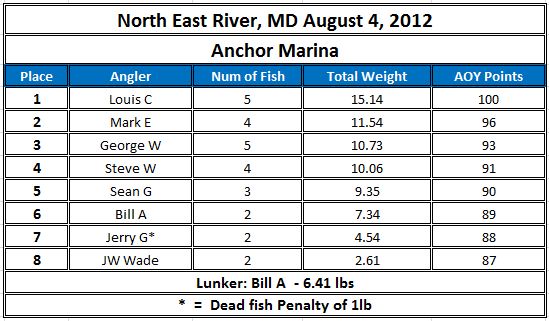 North East River, MD August 4, 2012
Anchor Marina
Place Angler Num of Fish Total Weight AOY Points
1 Louis C 5 15.14 100
2 Mark E 4 11.54 96
3 George W 5 10.73 93
4 Steve W 4 10.06 91
5 Sean G 3 9.35 90
6 Bill A 2 7.34 89
7 Jerry G* 2 4.54 88
8 JW Wade 2 2.61 87
Lunker: Bill A - 6.41 lbs
* = Dead fish Penalty of 1lb